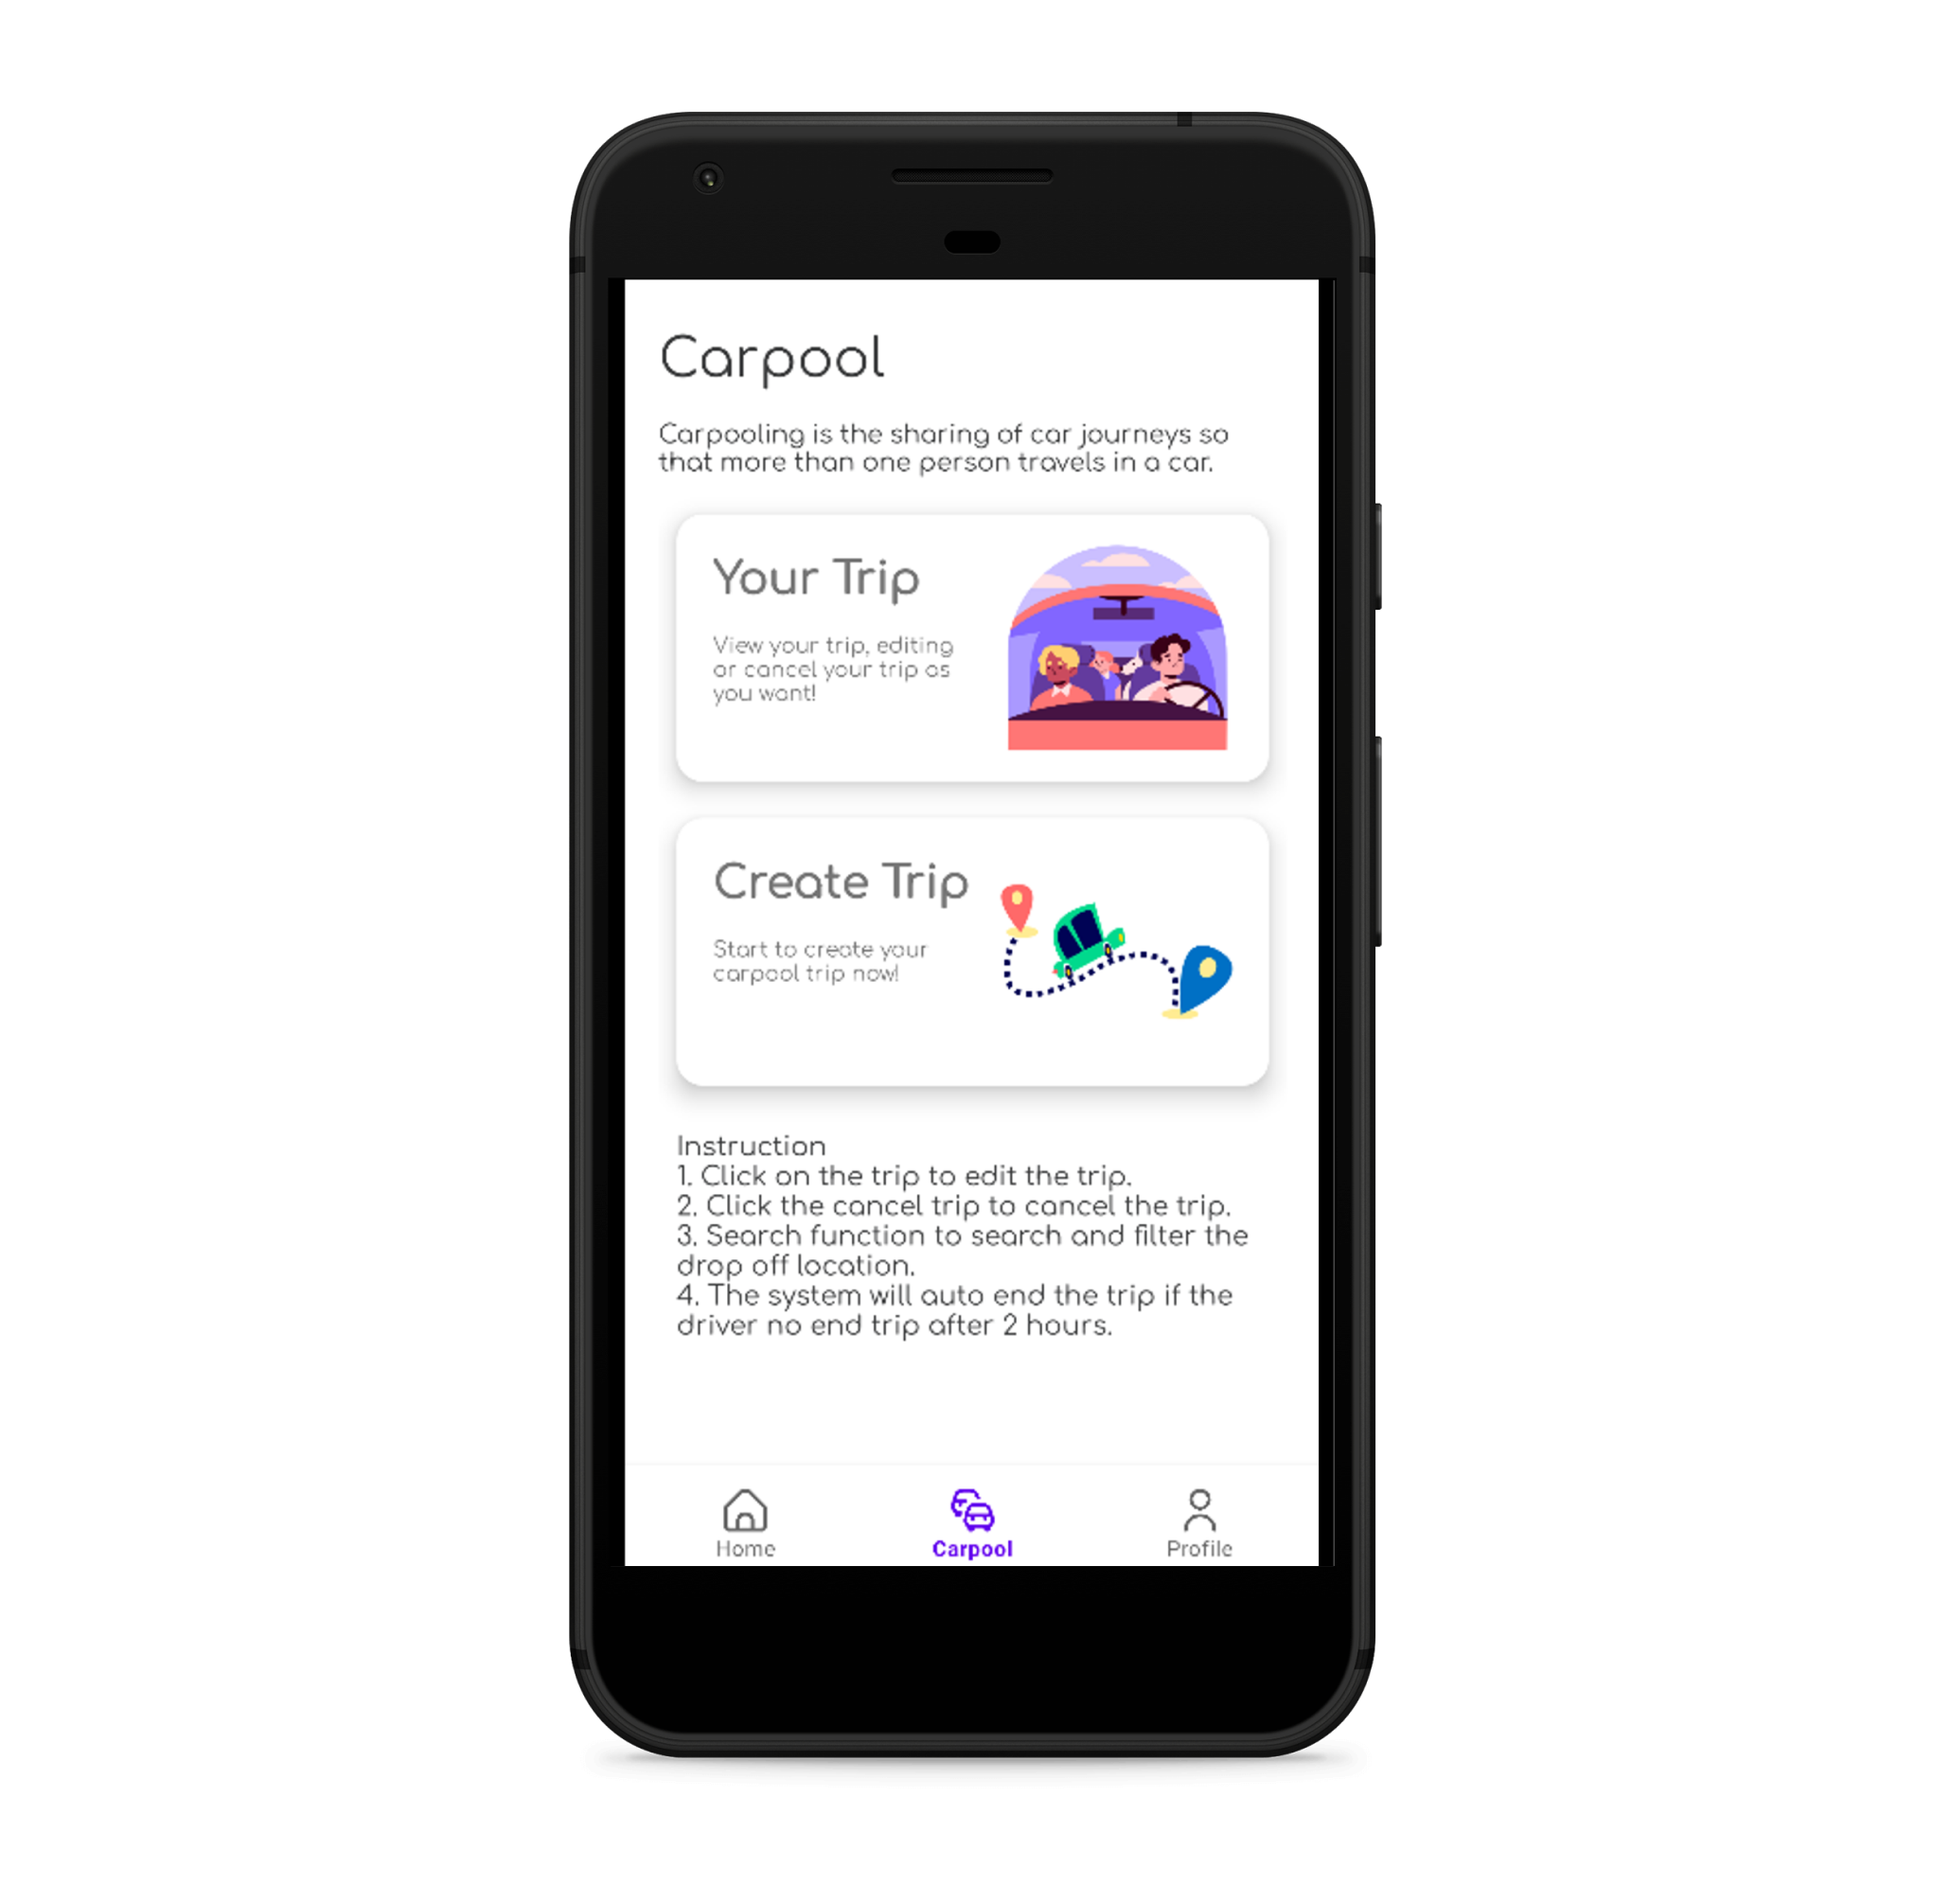 Carpool
Carpooling is the sharing of car journeys so
that more than one person travels in a car.
Your Trip
View your trip, editing
or cancel your trip as
you want!
Create Trip
Start to create your
carpool trip now!
Instruction
1. Click on the trip to edit the trip.
2. Click the cancel trip to cancel the trip.
3. Search function to search and filter the
drop off location.
4. The system will auto end the trip if the
driver no end trip after 2 hours.
Home
Carpool
Profile